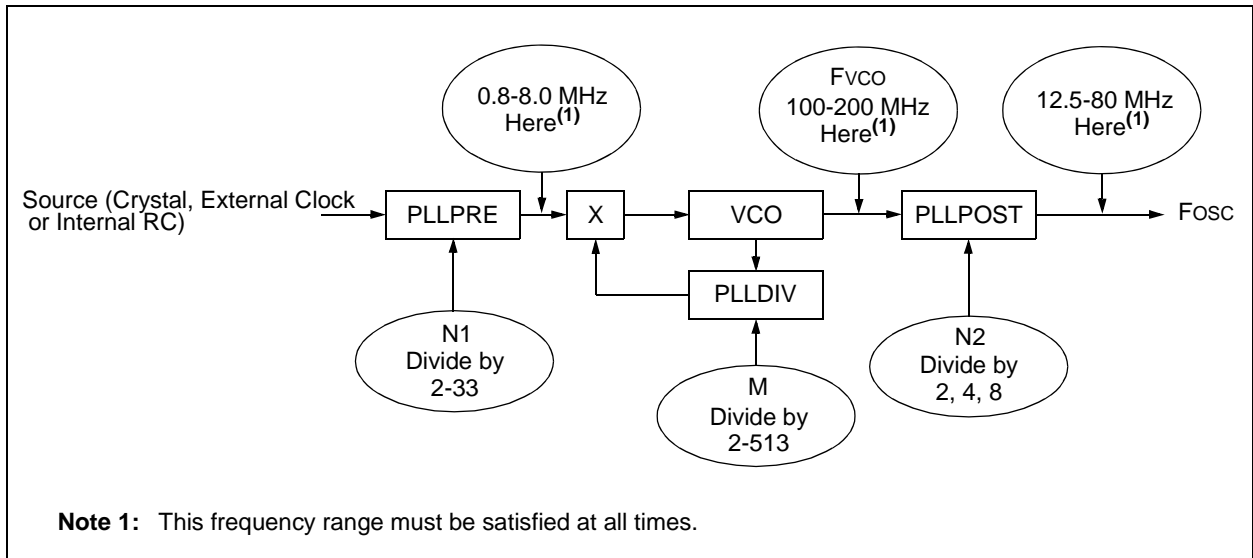 0.8-8.0 MHz
Here(1)
FVCO
100-200 MHz
Here(1)
12.5-80 MHz
Here(1)
Source (Crystal, External Clock
or Internal RC)
PLLPRE
X
VCO
PLLPOST
FOSC
PLLDIV
N1
Divide by
2-33
M
Divide by
2-513
N2
Divide by
2, 4, 8
Note 1: This frequency range must be satisfied at all times.